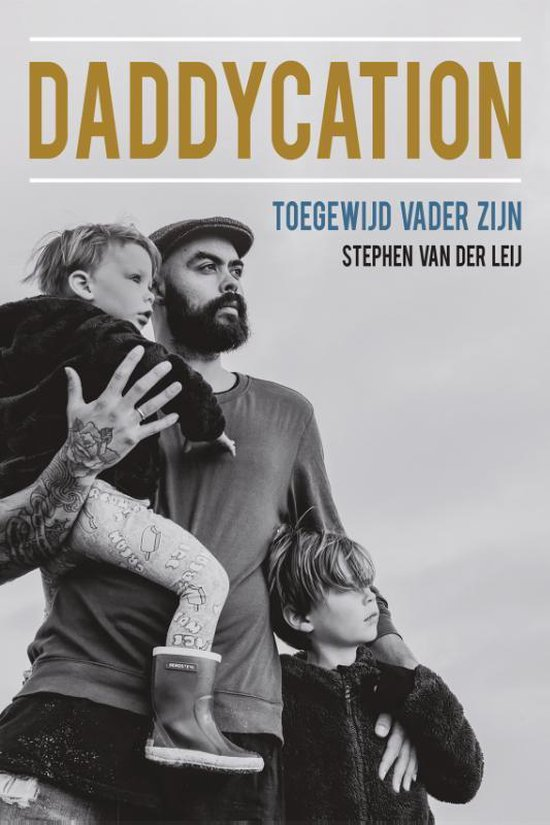 DADDYCATION
TOEGEWIJD VADER ZIJN
STEPHEN VAN DER LEIJ